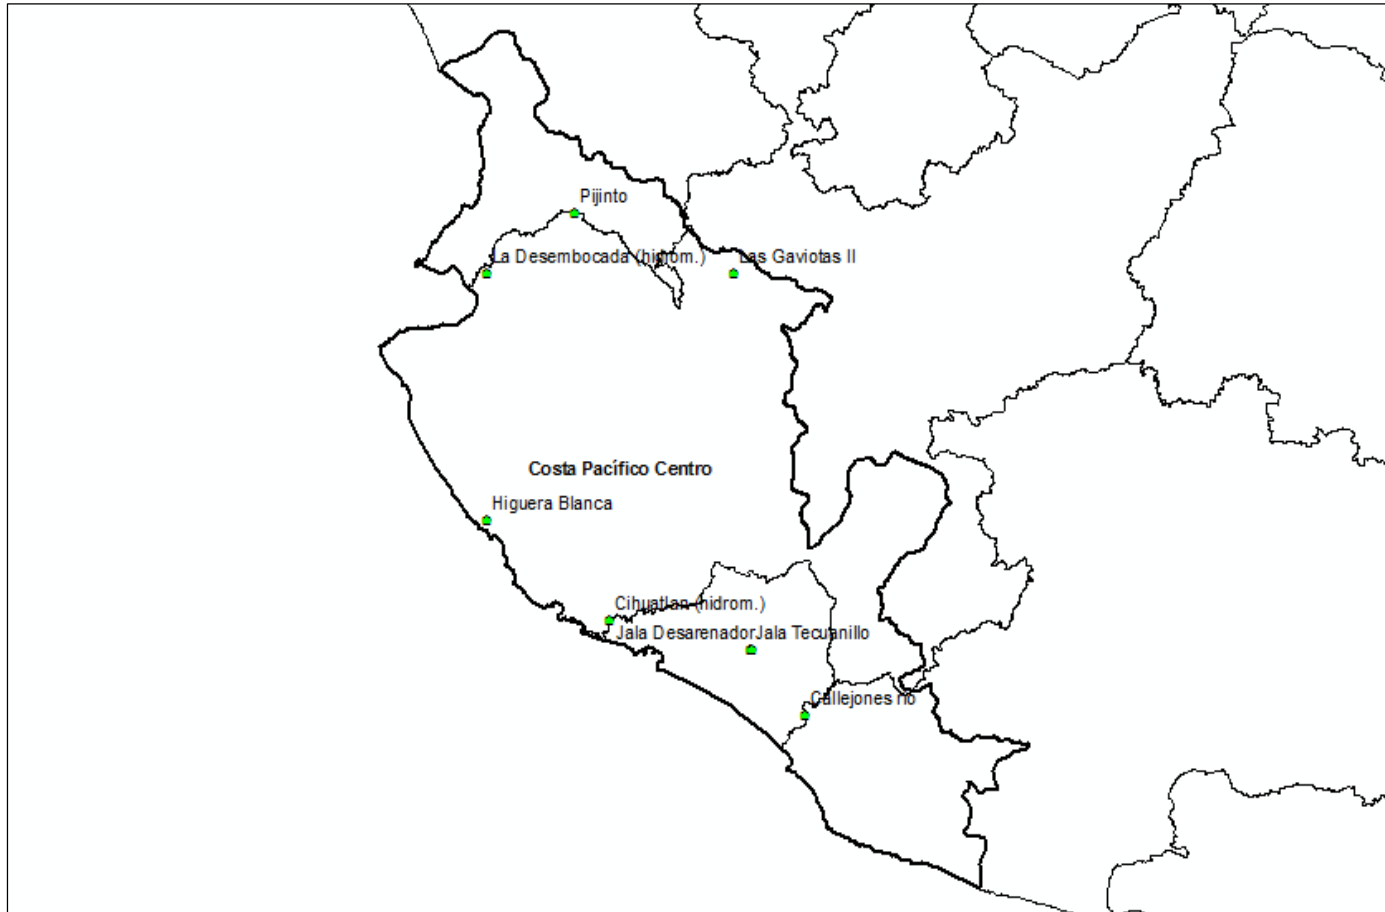 Pijinto
La Desembocada (hidrom.)
Las Gaviotas II
Costa Pacífico Centro
Higuera Blanca
Cihuatlan (hidrom.)
Jala Desarenador
Jala Tecuanillo
Callejones rio